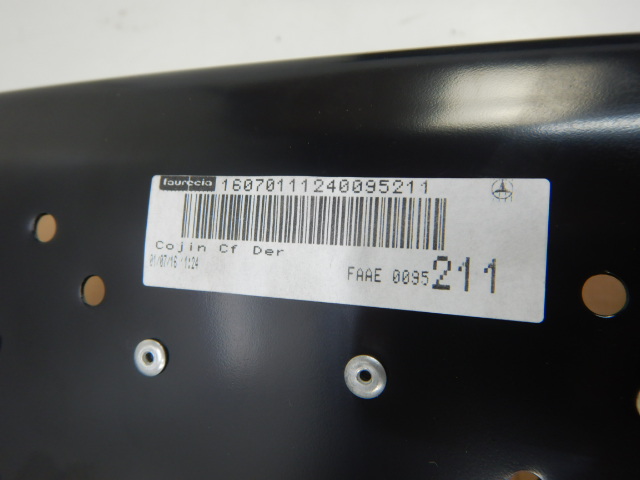 faurecia 16070111240095211
Cojin Cf Der
01/07/16 11:24
FAAE 0095 211